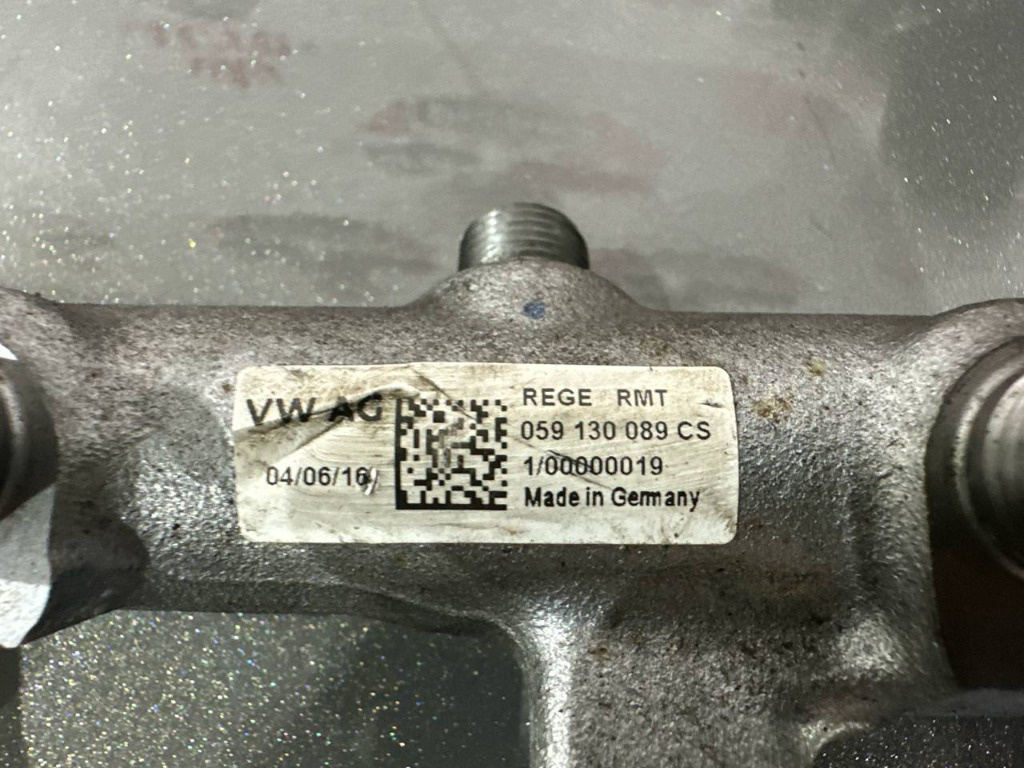 VW AG
04/06/16
REGE RMT
059 130 089 CS
1/00000019
Made in Germany